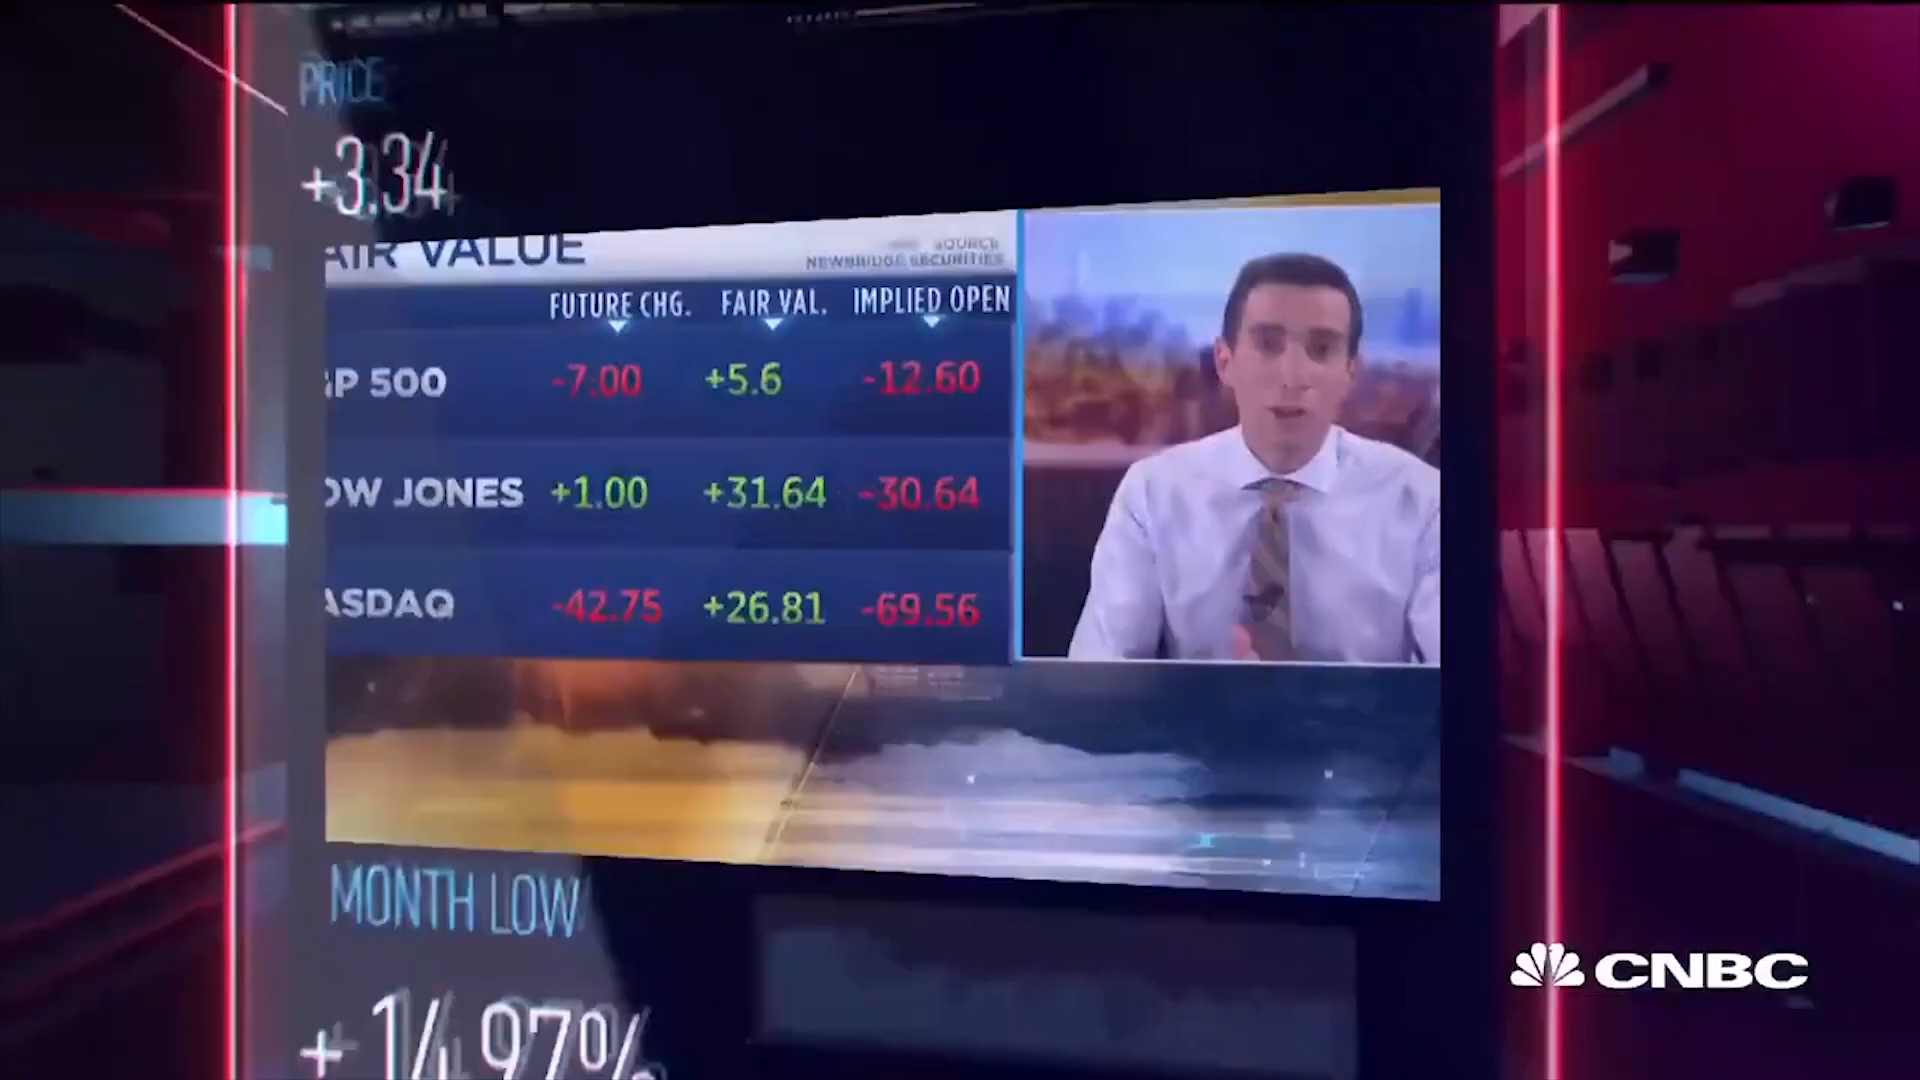 PRICE
+3.34
AIR VALUE
SOURCE
NEWBRIDGE SECURITIES
FUTURE CHG. FAIR VAL. IMPLIED OPEN
&P 500 -7.00 +5.6 -12.60
OW JONES +1.00 +31.64 -30.64
ASDAQ -42.75 +26.81 -69.56
MONTH LOW
+14.97%
CNBC